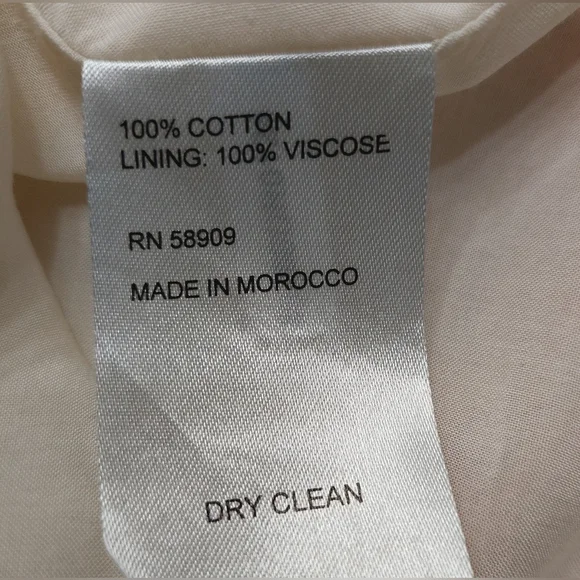 100% COTTON
LINING: 100% VISCOSE
RN 58909
MADE IN MOROCCO
DRY CLEAN